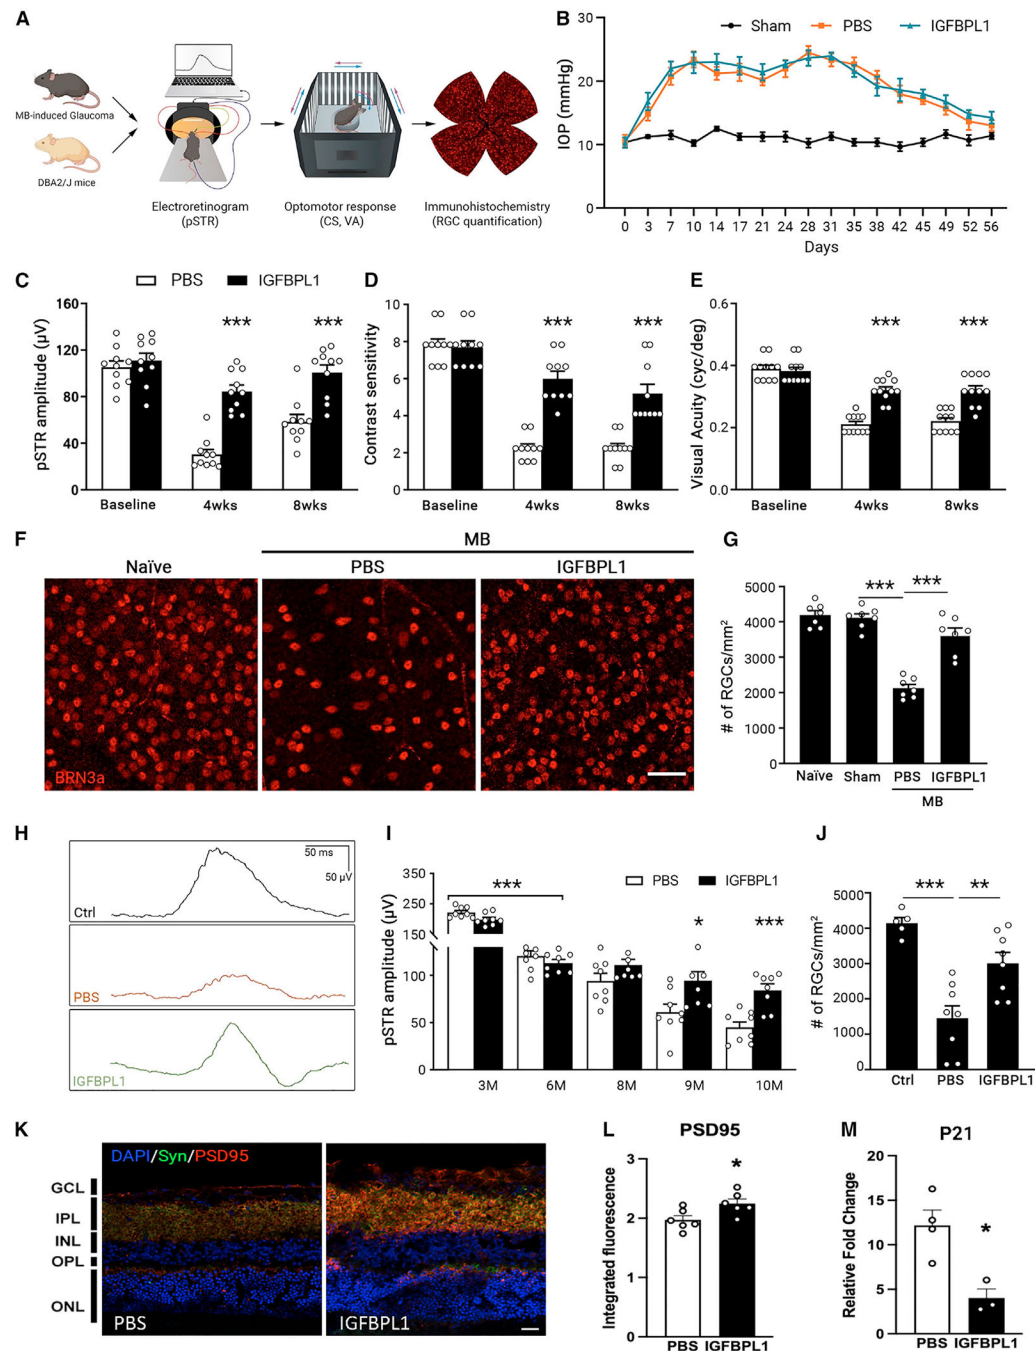 A
MB-induced Glaucoma
DBA2/J mice
Electroretinogram
(pSTR)
Optomotor response
(CS, VA)
Immunohistochemistry
(RGC quantification)
B
Sham PBS IGFBPL1
IOP (mmHg)
30
20
10
0
0 3 7 10 14 17 21 24 28 31 35 38 42 45 49 52 56
Days
C
PBS IGFBPL1
pSTR amplitude (µV)
160
120
80
40
0
*** ***
Baseline 4wks 8wks
D
Contrast sensitivity
10
8
6
4
2
0
*** ***
Baseline 4wks 8wks
E
Visual Acuity (cyc/deg)
0.6
0.4
0.2
0.0
*** ***
Baseline 4wks 8wks
F
MB
Naïve PBS IGFBPL1
BRN3a
G
# of RGCs/mm²
5000
4000
3000
2000
1000
0
*** ***
Naïve Sham PBS IGFBPL1
MB
H
50 ms
50 µV
Ctrl
PBS
IGFBPL1
I
PBS IGFBPL1
pSTR amplitude (µV)
350
250
150
100
50
0
*** * ***
3M 6M 8M 9M 10M
J
# of RGCs/mm²
5000
4000
3000
2000
1000
0
*** **
Ctrl PBS IGFBPL1
K
DAPI/Syn/PSD95
GCL
IPL
INL
OPL
ONL
PBS IGFBPL1
L
PSD95
Integrated fluorescence
3
2
1
0
*
PBS IGFBPL1
M
P21
Relative Fold Change
20
15
10
5
0
*
PBS IGFBPL1